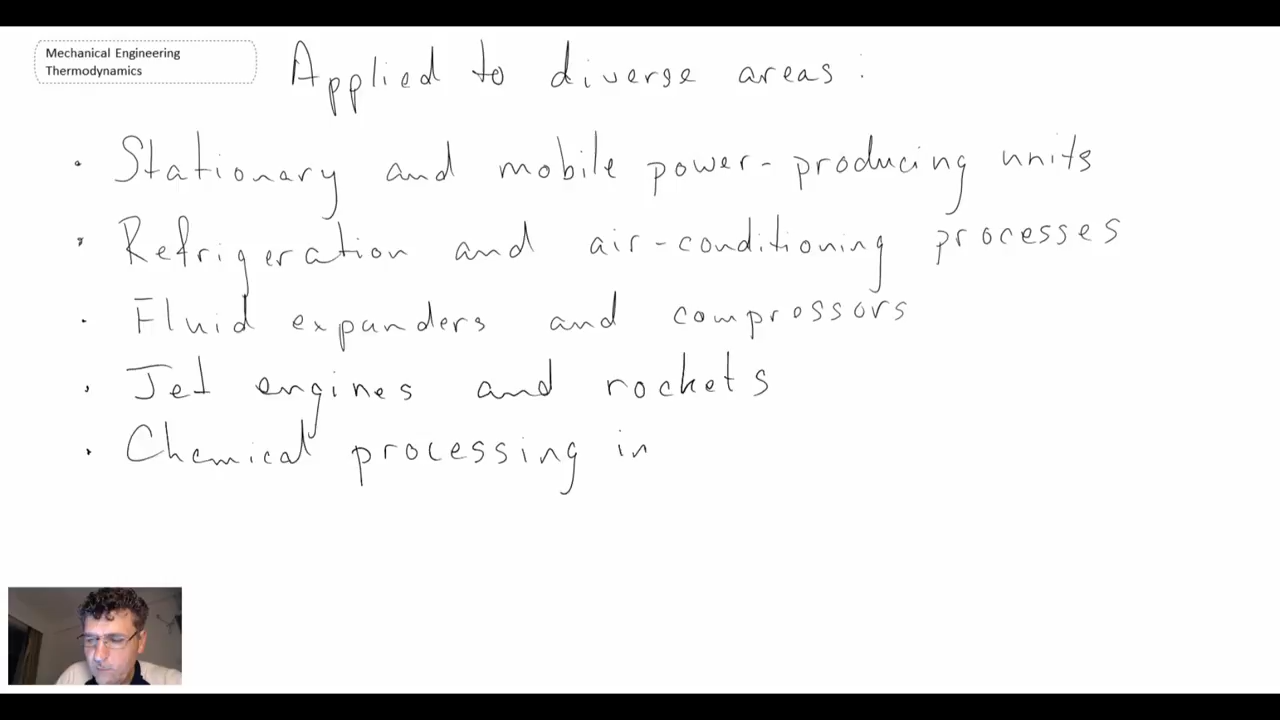 Mechanical Engineering
Thermodynamics
Applied to diverse areas:
• Stationary and mobile power-producing units
• Refrigeration and air-conditioning processes
• Fluid expanders and comprossors
• Jet engines and rockets
• Chemical processing in